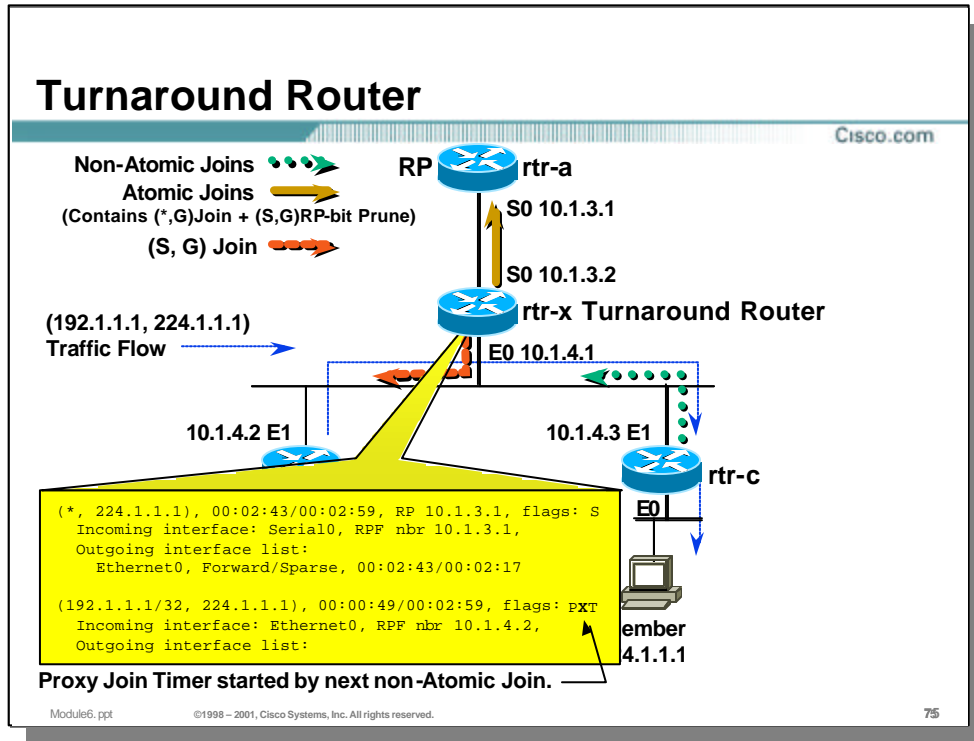 Turnaround Router
Cisco.com
Non-Atomic Joins
Atomic Joins
(Contains (*,G)Join + (S,G)RP-bit Prune)
(S, G) Join
RP
rtr-a
S0 10.1.3.1
S0 10.1.3.2
rtr-x Turnaround Router
(192.1.1.1, 224.1.1.1)
Traffic Flow
E0 10.1.4.1
10.1.4.2 E1
10.1.4.3 E1
rtr-c
E0
(*, 224.1.1.1), 00:02:43/00:02:59, RP 10.1.3.1, flags: S
Incoming interface: Serial0, RPF nbr 10.1.3.1,
Outgoing interface list:
Ethernet0, Forward/Sparse, 00:02:43/00:02:17
(192.1.1.1/32, 224.1.1.1), 00:00:49/00:02:59, flags: PXT
Incoming interface: Ethernet0, RPF nbr 10.1.4.2,
Outgoing interface list:
ember
4.1.1.1
Proxy Join Timer started by next non-Atomic Join.
Module6.ppt
©1998 – 2001, Cisco Systems, Inc. All rights reserved.